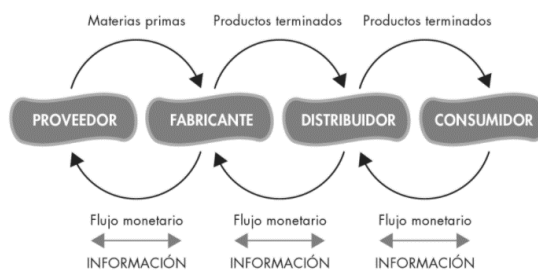 Materias primas
Productos terminados
Productos terminados
PROVEEDOR
FABRICANTE
DISTRIBUIDOR
CONSUMIDOR
Flujo monetario
Flujo monetario
Flujo monetario
INFORMACIÓN
INFORMACIÓN
INFORMACIÓN